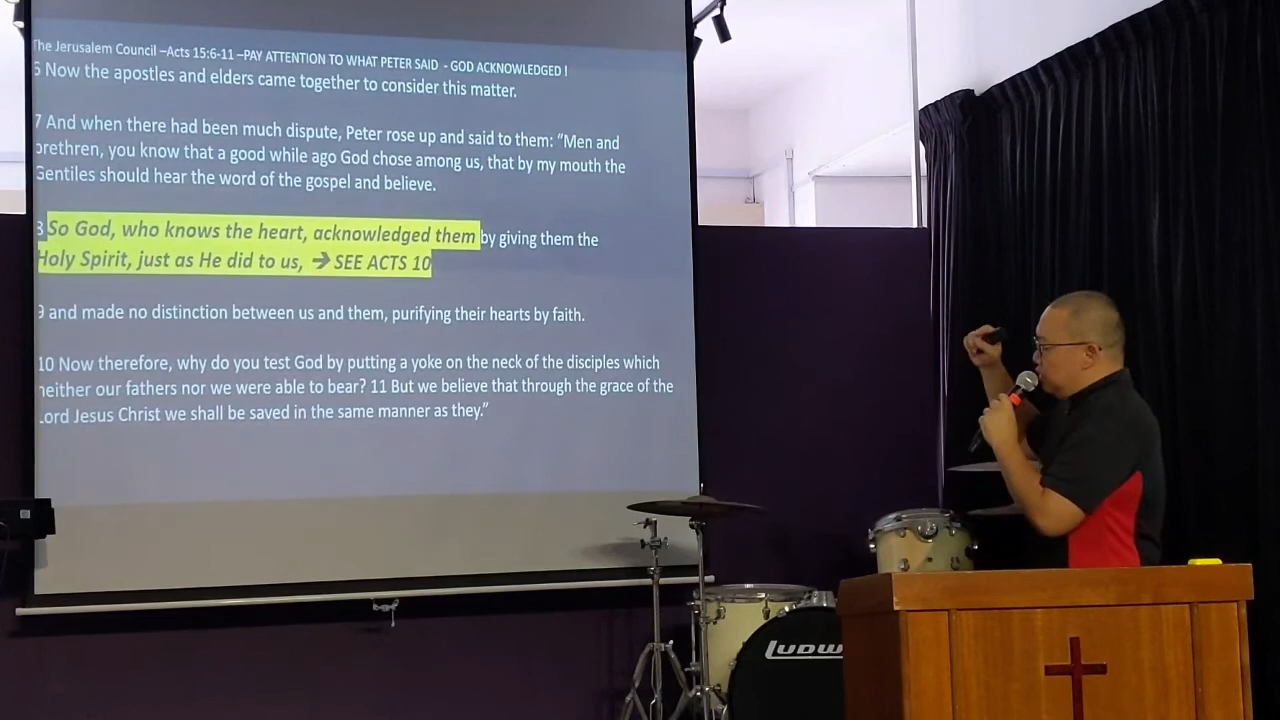 The Jerusalem Council –Acts 15:6-11 –PAY ATTENTION TO WHAT PETER SAID - GOD ACKNOWLEDGED !
6 Now the apostles and elders came together to consider this matter.
7 And when there had been much dispute, Peter rose up and said to them: “Men and
brethren, you know that a good while ago God chose among us, that by my mouth the
Gentiles should hear the word of the gospel and believe.
8 So God, who knows the heart, acknowledged them by giving them the
Holy Spirit, just as He did to us, ➔ SEE ACTS 10
9 and made no distinction between us and them, purifying their hearts by faith.
10 Now therefore, why do you test God by putting a yoke on the neck of the disciples which
neither our fathers nor we were able to bear? 11 But we believe that through the grace of the
Lord Jesus Christ we shall be saved in the same manner as they.”
LUDW